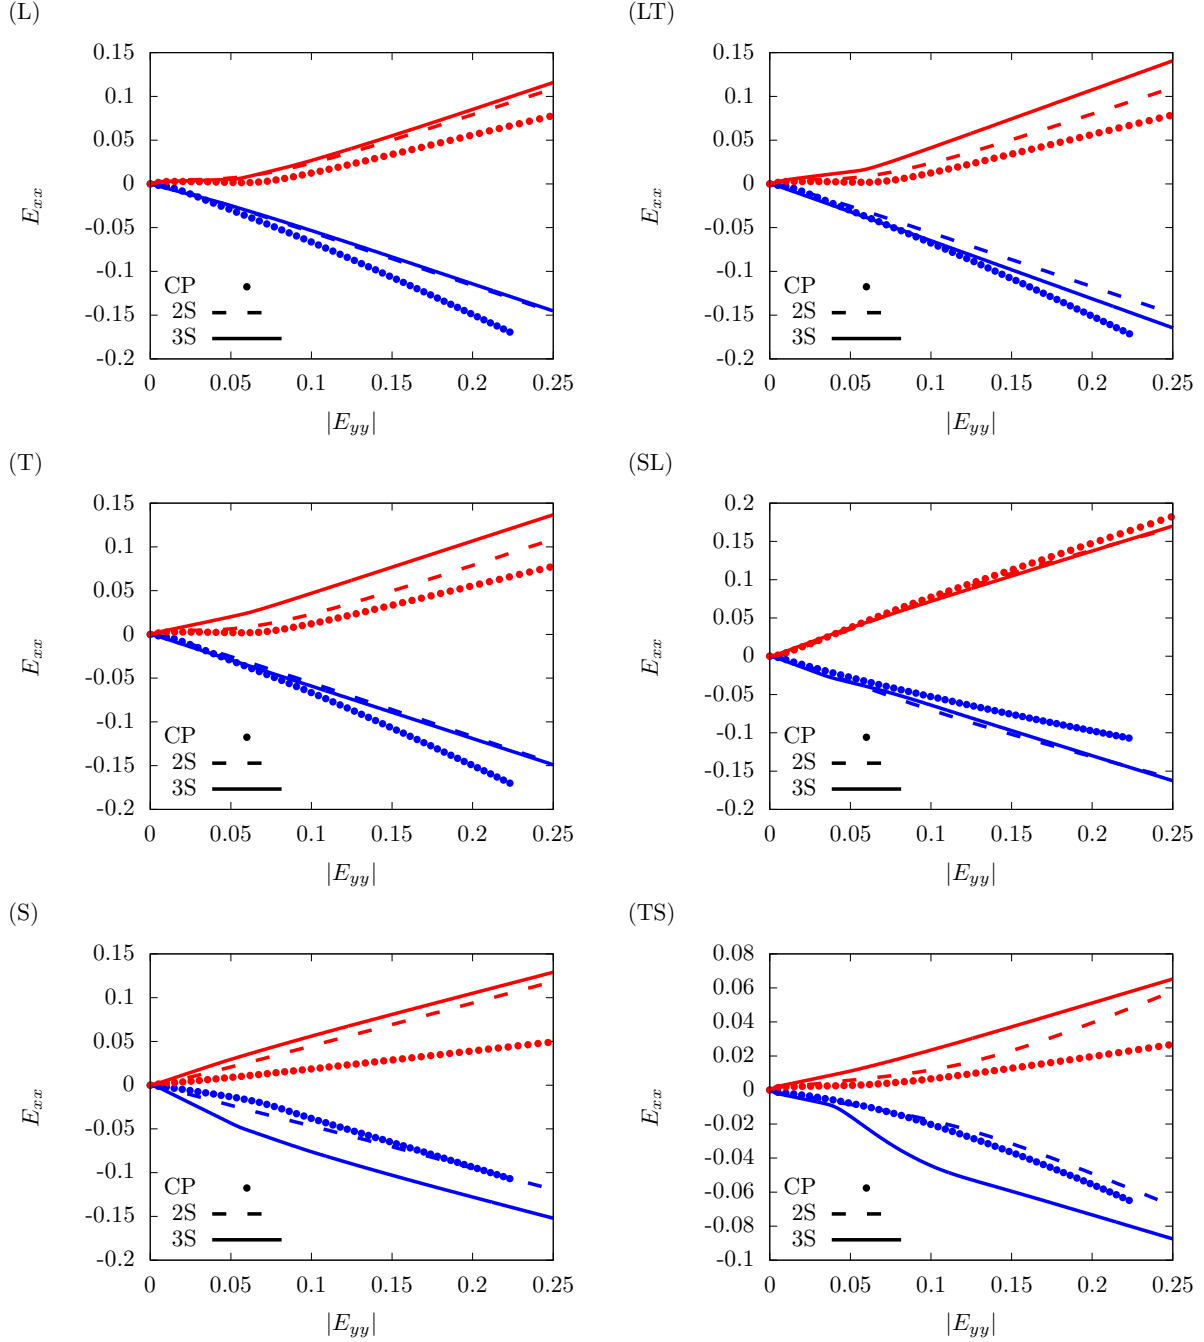 (L)
0.15
0.1
0.05
0
-0.05
-0.1
-0.15
-0.2
E_xx
CP
2S
3S
0 0.05 0.1 0.15 0.2 0.25
|E_yy|
(LT)
0.15
0.1
0.05
0
-0.05
-0.1
-0.15
-0.2
E_xx
CP
2S
3S
0 0.05 0.1 0.15 0.2 0.25
|E_yy|
(T)
0.15
0.1
0.05
0
-0.05
-0.1
-0.15
-0.2
E_xx
CP
2S
3S
0 0.05 0.1 0.15 0.2 0.25
|E_yy|
(SL)
0.2
0.15
0.1
0.05
0
-0.05
-0.1
-0.15
-0.2
E_xx
CP
2S
3S
0 0.05 0.1 0.15 0.2 0.25
|E_yy|
(S)
0.15
0.1
0.05
0
-0.05
-0.1
-0.15
-0.2
E_xx
CP
2S
3S
0 0.05 0.1 0.15 0.2 0.25
|E_yy|
(TS)
0.08
0.06
0.04
0.02
0
-0.02
-0.04
-0.06
-0.08
-0.1
E_xx
CP
2S
3S
0 0.05 0.1 0.15 0.2 0.25
|E_yy|